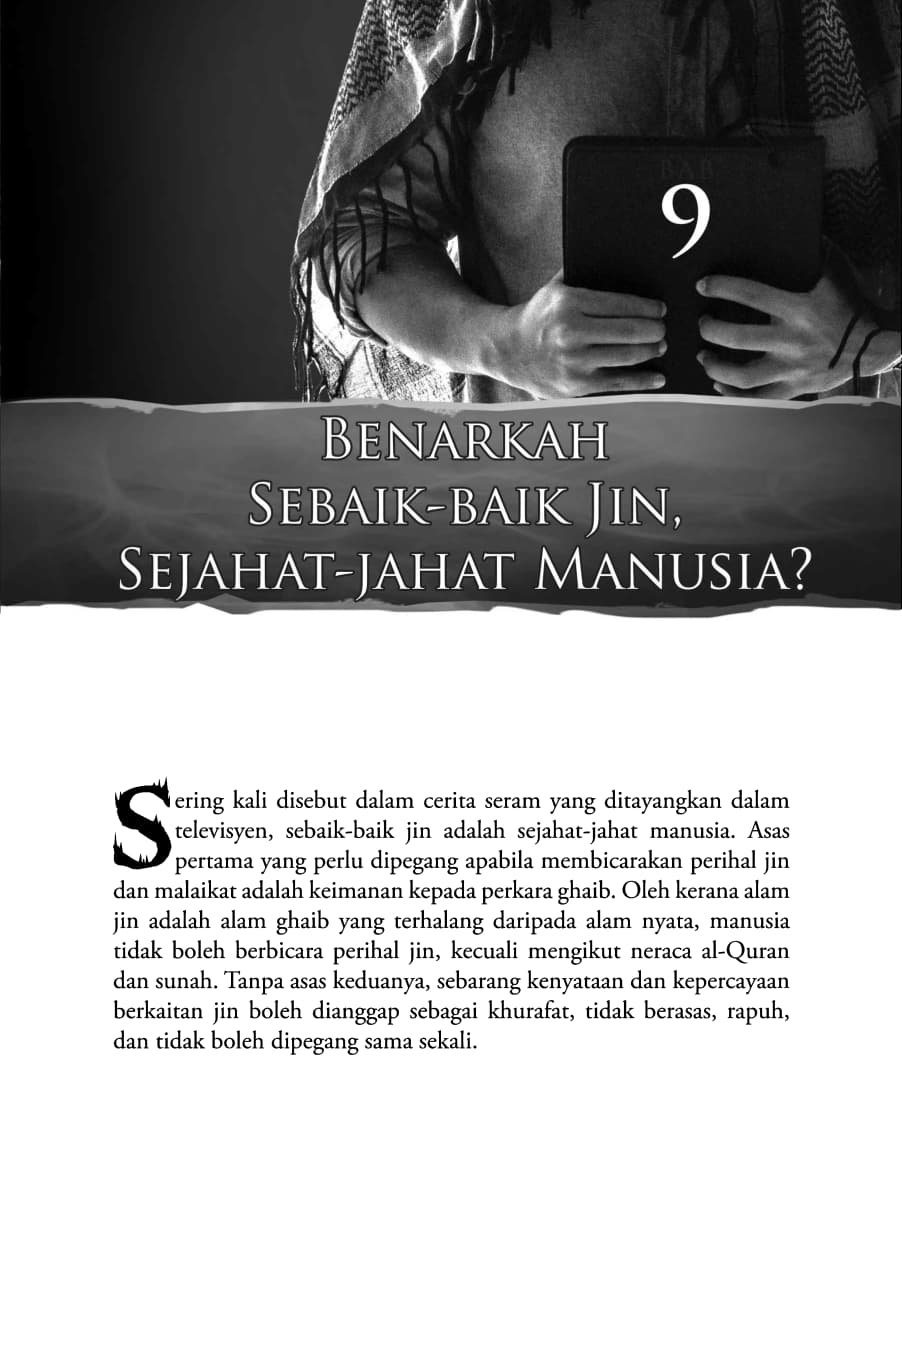 BAB
9
BENARKAH
SEBAIK-BAIK JIN,
SEJAHAT-JAHAT MANUSIA?
Sering kali disebut dalam cerita seram yang ditayangkan dalam
televisyen, sebaik-baik jin adalah sejahat-jahat manusia. Asas
pertama yang perlu dipegang apabila membicarakan perihal jin
dan malaikat adalah keimanan kepada perkara ghaib. Oleh kerana alam
jin adalah alam ghaib yang terhalang daripada alam nyata, manusia
tidak boleh berbicara perihal jin, kecuali mengikut neraca al-Quran
dan sunah. Tanpa asas keduanya, sebarang kenyataan dan kepercayaan
berkaitan jin boleh dianggap sebagai khurafat, tidak berasas, rapuh,
dan tidak boleh dipegang sama sekali.